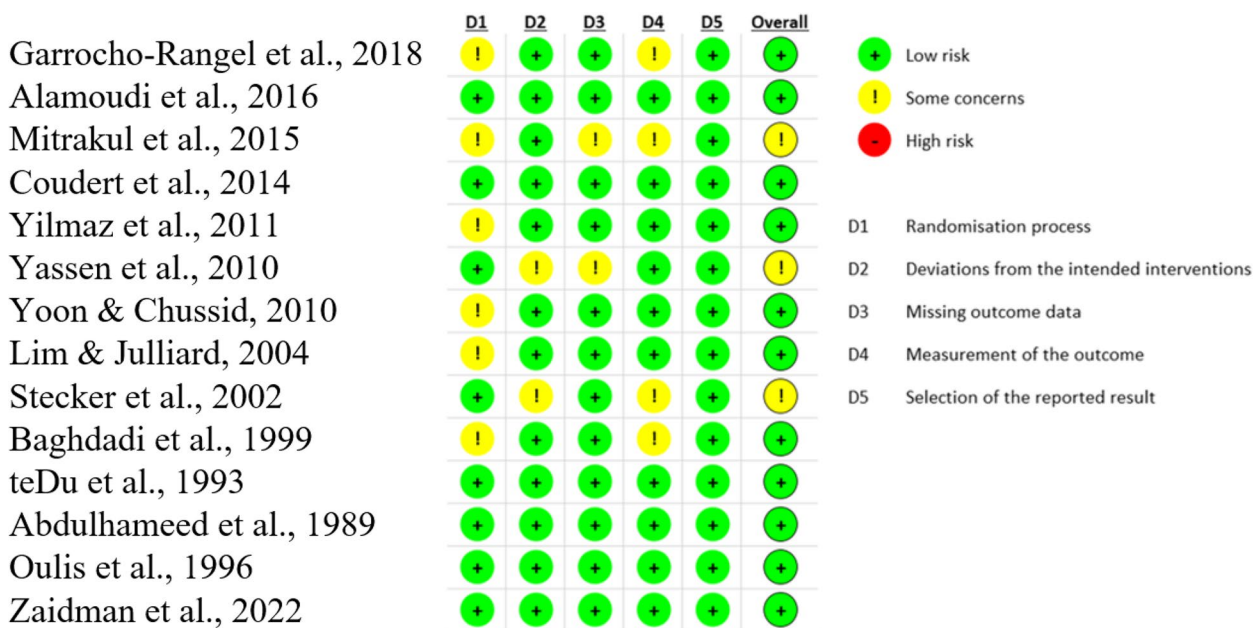 D1 D2 D3 D4 D5 Overall
Garrocho-Rangel et al., 2018 ! + + ! + +
Alamoudi et al., 2016 + + + + + +
Mitrakul et al., 2015 ! + ! ! + !
Coudert et al., 2014 + + + + + +
Yilmaz et al., 2011 ! + + + + +
Yassen et al., 2010 + ! ! + + !
Yoon & Chussid, 2010 ! + + + + +
Lim & Julliard, 2004 ! + + + + +
Stecker et al., 2002 + ! + ! + !
Baghdadi et al., 1999 ! + + ! + +
teDu et al., 1993 + + + + + +
Abdulhameed et al., 1989 + + + + + +
Oulis et al., 1996 + + + + + +
Zaidman et al., 2022 + + + + + +
+ Low risk
! Some concerns
- High risk
D1 Randomisation process
D2 Deviations from the intended interventions
D3 Missing outcome data
D4 Measurement of the outcome
D5 Selection of the reported result